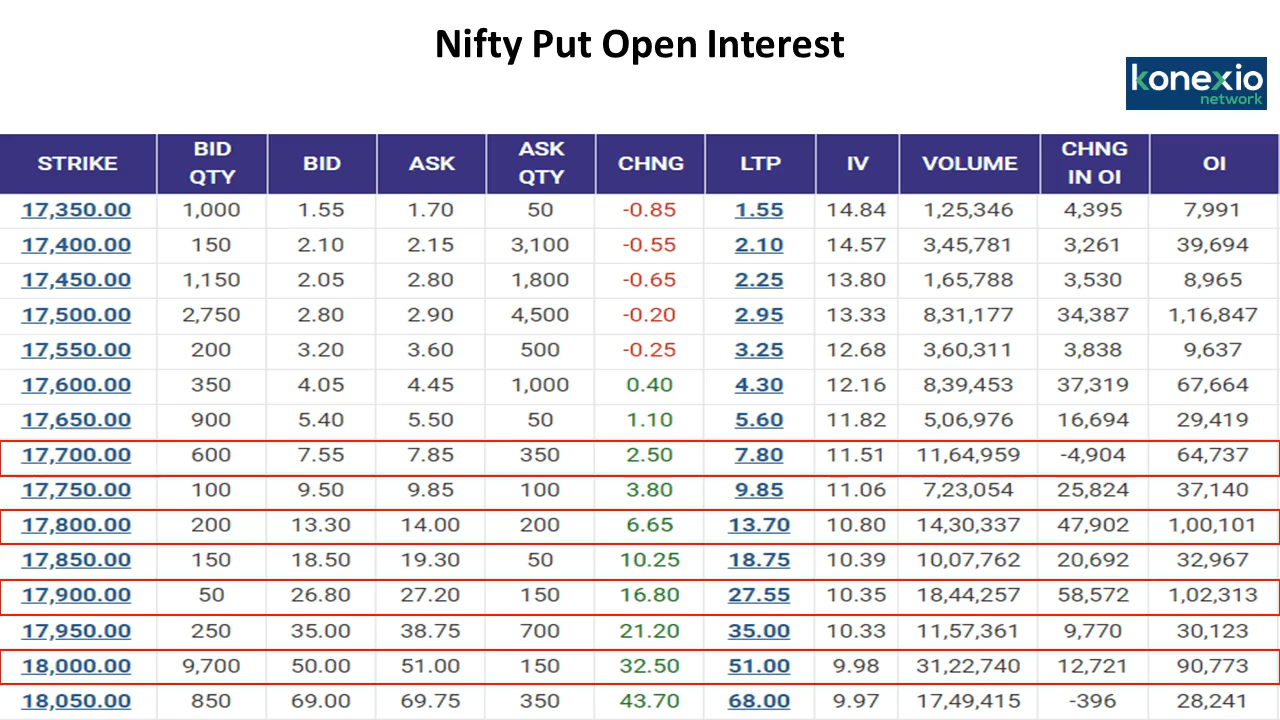 Nifty Put Open Interest
konexio
network
STRIKE BID QTY BID ASK ASK QTY CHNG LTP IV VOLUME CHNG IN OI OI
17,350.00 1,000 1.55 1.70 50 -0.85 1.55 14.84 1,25,346 4,395 7,991
17,400.00 150 2.10 2.15 3,100 -0.55 2.10 14.57 3,45,781 3,261 39,694
17,450.00 1,150 2.05 2.80 1,800 -0.65 2.25 13.80 1,65,788 3,530 8,965
17,500.00 2,750 2.80 2.90 4,500 -0.20 2.95 13.33 8,31,177 34,387 1,16,847
17,550.00 200 3.20 3.60 500 -0.25 3.25 12.68 3,60,311 3,838 9,637
17,600.00 350 4.05 4.45 1,000 0.40 4.30 12.16 8,39,453 37,319 67,664
17,650.00 900 5.40 5.50 50 1.10 5.60 11.82 5,06,976 16,694 29,419
17,700.00 600 7.55 7.85 350 2.50 7.80 11.51 11,64,959 -4,904 64,737
17,750.00 100 9.50 9.85 100 3.80 9.85 11.06 7,23,054 25,824 37,140
17,800.00 200 13.30 14.00 200 6.65 13.70 10.80 14,30,337 47,902 1,00,101
17,850.00 150 18.50 19.30 50 10.25 18.75 10.39 10,07,762 20,692 32,967
17,900.00 50 26.80 27.20 150 16.80 27.55 10.35 18,44,257 58,572 1,02,313
17,950.00 250 35.00 38.75 700 21.20 35.00 10.33 11,57,361 9,770 30,123
18,000.00 9,700 50.00 51.00 150 32.50 51.00 9.98 31,22,740 12,721 90,773
18,050.00 850 69.00 69.75 350 43.70 68.00 9.97 17,49,415 -396 28,241